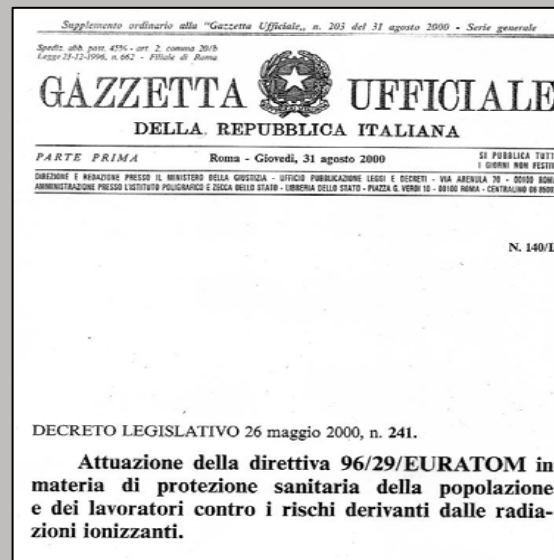 Supplemento ordinario alla "Gazzetta Ufficiale,, n. 203 del 31 agosto 2000 - Serie generale
Spediz. abb. post. 45% - art. 2, comma 20/b
Legge 23-12-1996, n. 662 - Filiale di Roma
GAZZETTA UFFICIALE
DELLA REPUBBLICA ITALIANA
PARTE PRIMA
Roma - Giovedì, 31 agosto 2000
SI PUBBLICA TUTT
I GIORNI NON FESTIV
DIREZIONE E REDAZIONE PRESSO IL MINISTERO DELLA GIUSTIZIA - UFFICIO PUBBLICAZIONE LEGGI E DECRETI - VIA ARENULA 70 - 00100 ROMA
AMMINISTRAZIONE PRESSO L'ISTITUTO POLIGRAFICO E ZECCA DELLO STATO - LIBRERIA DELLO STATO - PIAZZA G. VERDI 10 - 00100 ROMA - CENTRALINO 06
N. 140/L
DECRETO LEGISLATIVO 26 maggio 2000, n. 241.
Attuazione della direttiva 96/29/EURATOM in
materia di protezione sanitaria della popolazione
e dei lavoratori contro i rischi derivanti dalle radia-
zioni ionizzanti.